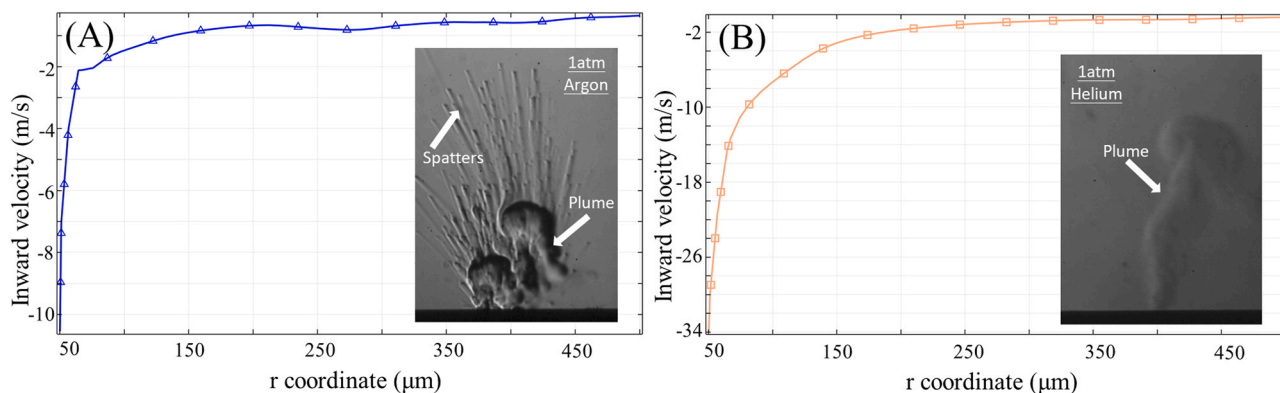 (A)
Inward velocity (m/s)
-2
-4
-6
-8
-10
1atm
Argon
Spatters
Plume
50
150
250
350
450
r coordinate (μm)
(B)
Inward velocity (m/s)
-2
-10
-18
-26
-34
1atm
Helium
Plume
50
150
250
350
450
r coordinate (μm)